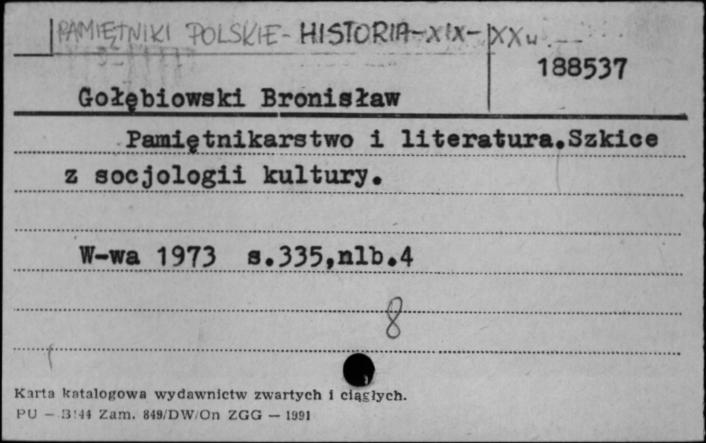 PAMIĘTNIKI POLSKIE - HISTORIA - XIX - XX w.
188537
Gołębiowski Bronisław
Pamiętnikarstwo i literatura.Szkice
z socjologii kultury.
W-wa 1973 s.335,nlb.4
8
Karta katalogowa wydawnictw zwartych i ciągłych.
PU — 3144 Zam. 849/DW/On ZGG — 1991